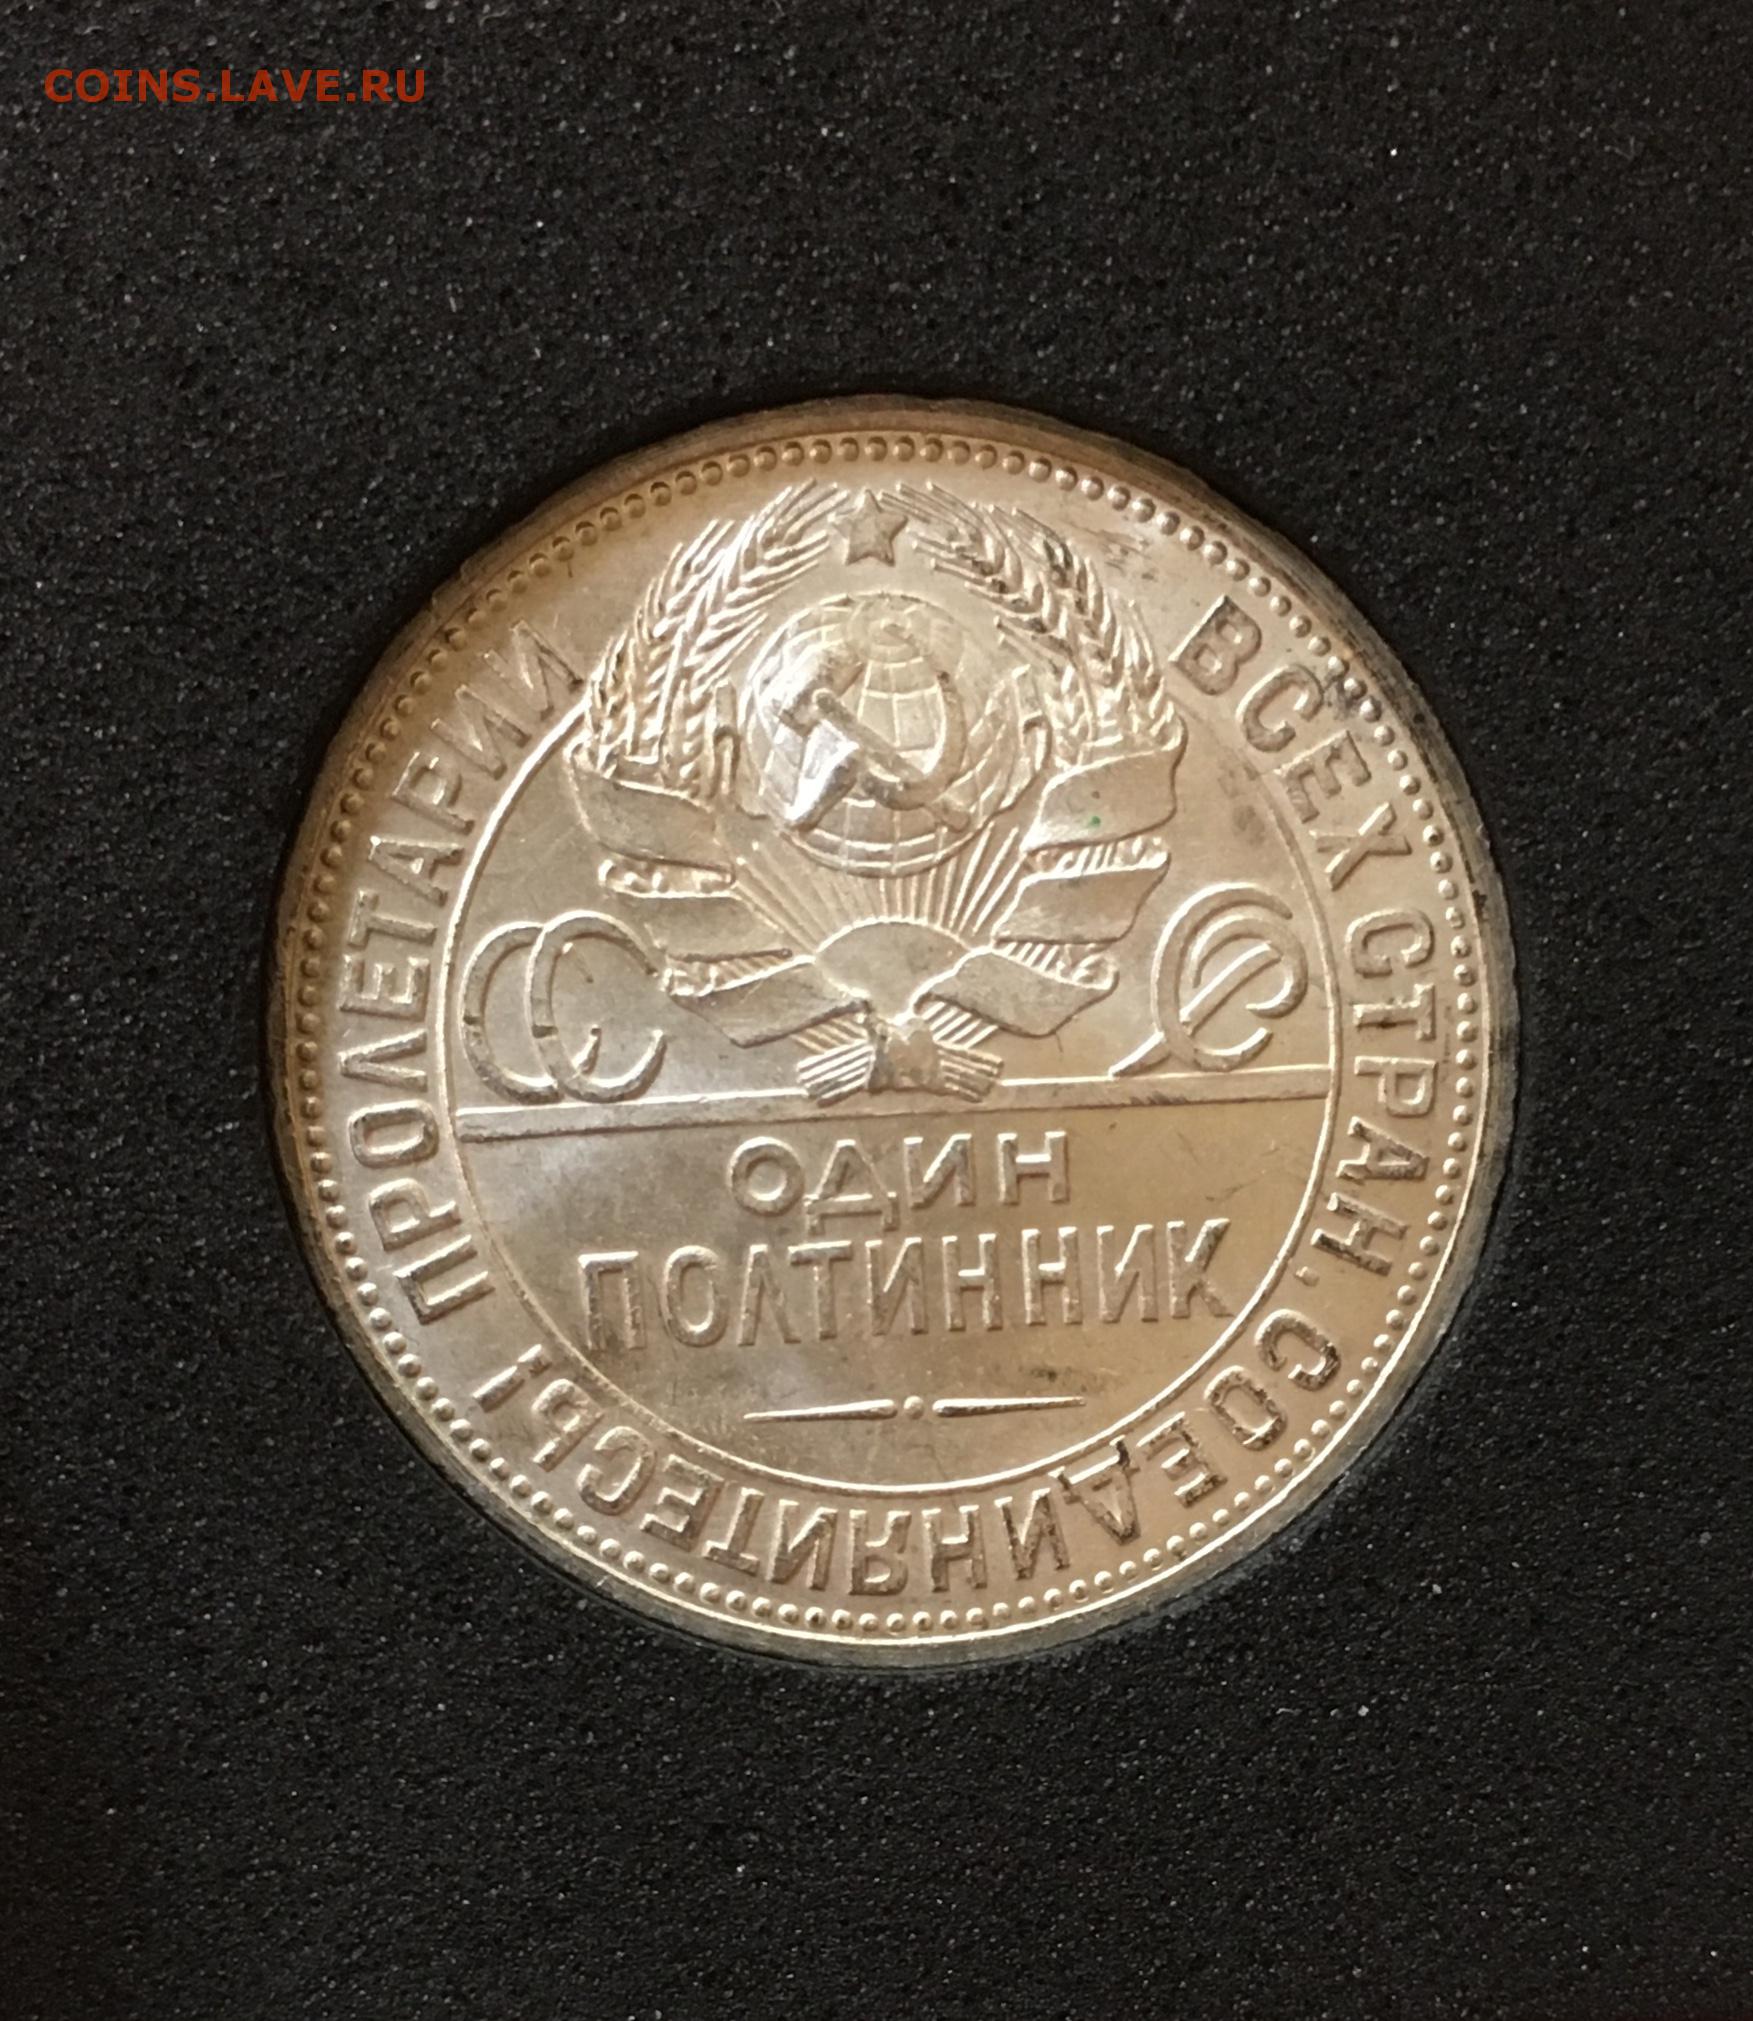 COINS.LAVE.RU
ПРОЛЕТАРИИ ВСЕХ СТРАН, СОЕДИНЯЙТЕСЬ!
СССР
ОДИН
ПОЛТИННИК